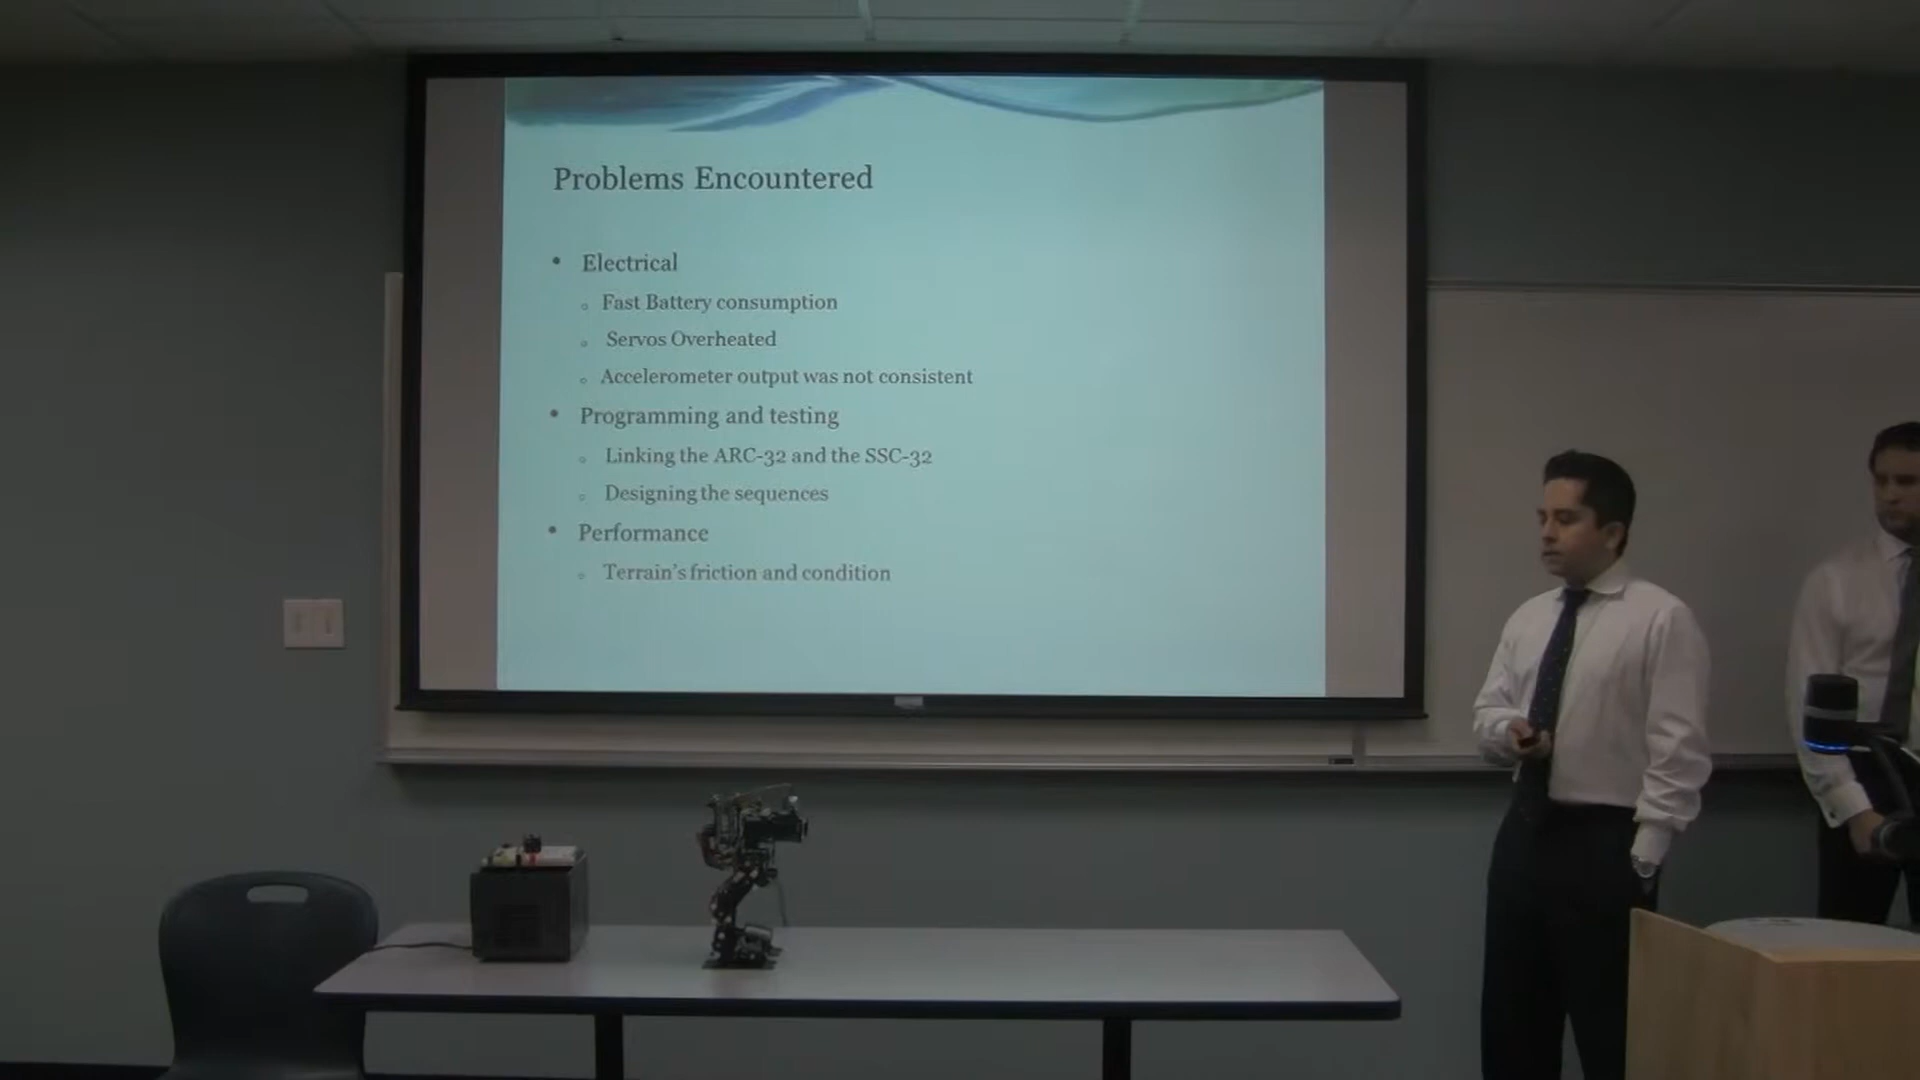 Problems Encountered
• Electrical
○ Fast Battery consumption
○ Servos Overheated
○ Accelerometer output was not consistent
• Programming and testing
○ Linking the ARC-32 and the SSC-32
○ Designing the sequences
• Performance
○ Terrain's friction and condition